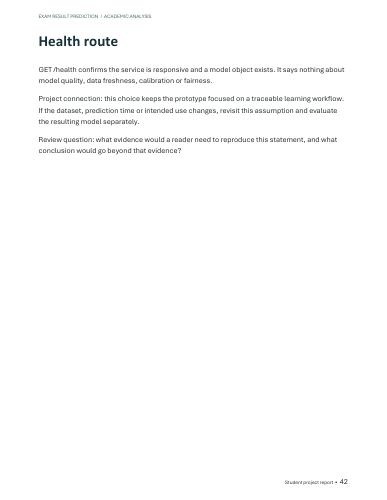 EXAM RESULT PREDICTION / ACADEMIC ANALYSIS
Health route
GET /health confirms the service is responsive and a model object exists. It says nothing about
model quality, data freshness, calibration or fairness.
Project connection: this choice keeps the prototype focused on a traceable learning workflow.
If the dataset, prediction time or intended use changes, revisit this assumption and evaluate
the resulting model separately.
Review question: what evidence would a reader need to reproduce this statement, and what
conclusion would go beyond that evidence?
Student project report • 42